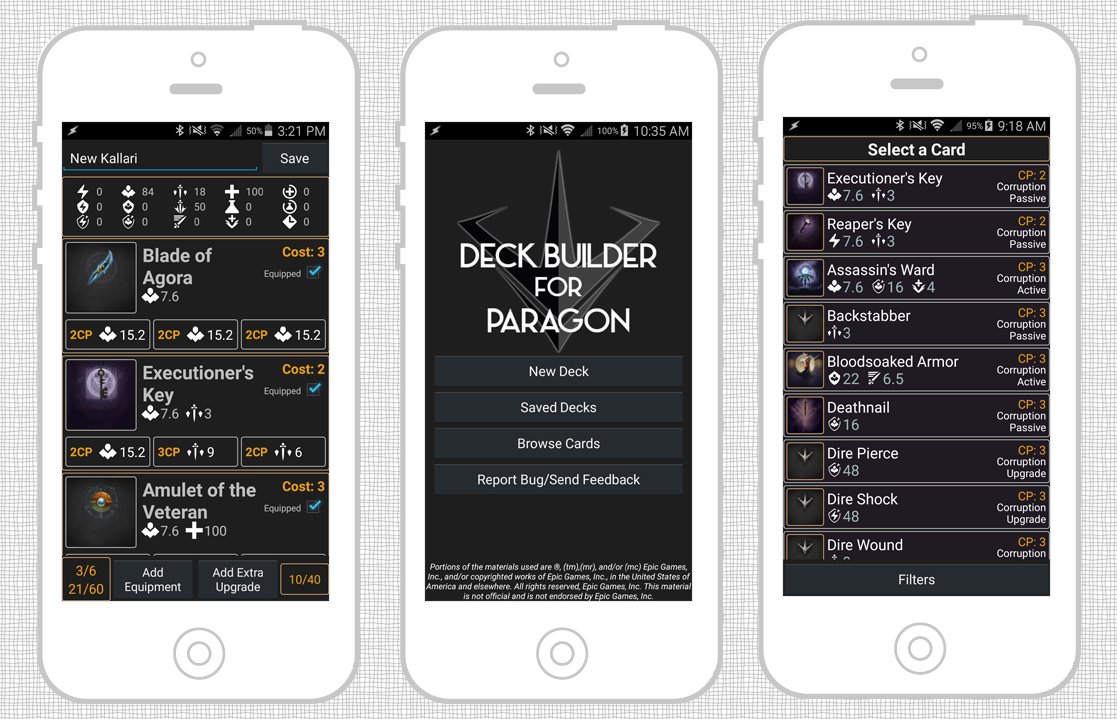 50% 3:21 PM
New Kallari
Save
0 84 18 100 0
0 0 50 0 0
0 0 0 0 0
Blade of
Agora
Cost: 3
Equipped
7.6
2CP 15.2 2CP 15.2 2CP 15.2
Executioner's
Key
Cost: 2
Equipped
7.6 3
2CP 15.2 3CP 9 2CP 6
Amulet of the
Veteran
Cost: 3
Equipped
7.6 100
3/6
21/60
Add
Equipment
Add Extra
Upgrade
10/40
100% 10:35 AM
DECK BUILDER
FOR
PARAGON
New Deck
Saved Decks
Browse Cards
Report Bug/Send Feedback
Portions of the materials used are ®, (tm),(mr), and/or (mc) Epic Games,
Inc., and/or copyrighted works of Epic Games, Inc., in the United States of
America and elsewhere. All rights reserved, Epic Games, Inc. This material
is not official and is not endorsed by Epic Games, Inc.
95% 9:18 AM
Select a Card
Executioner's Key
7.6 3
CP: 2
Corruption
Passive
Reaper's Key
7.6 3
CP: 2
Corruption
Passive
Assassin's Ward
7.6 16 4
CP: 3
Corruption
Active
Backstabber
3
CP: 3
Corruption
Passive
Bloodsoaked Armor
22 6.5
CP: 3
Corruption
Active
Deathnail
16
CP: 3
Corruption
Passive
Dire Pierce
48
CP: 3
Corruption
Upgrade
Dire Shock
48
CP: 3
Corruption
Upgrade
Dire Wound
CP: 3
Corruption
Filters